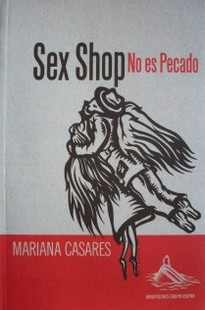 Sex Shop No es Pecado
MARIANA CASARES